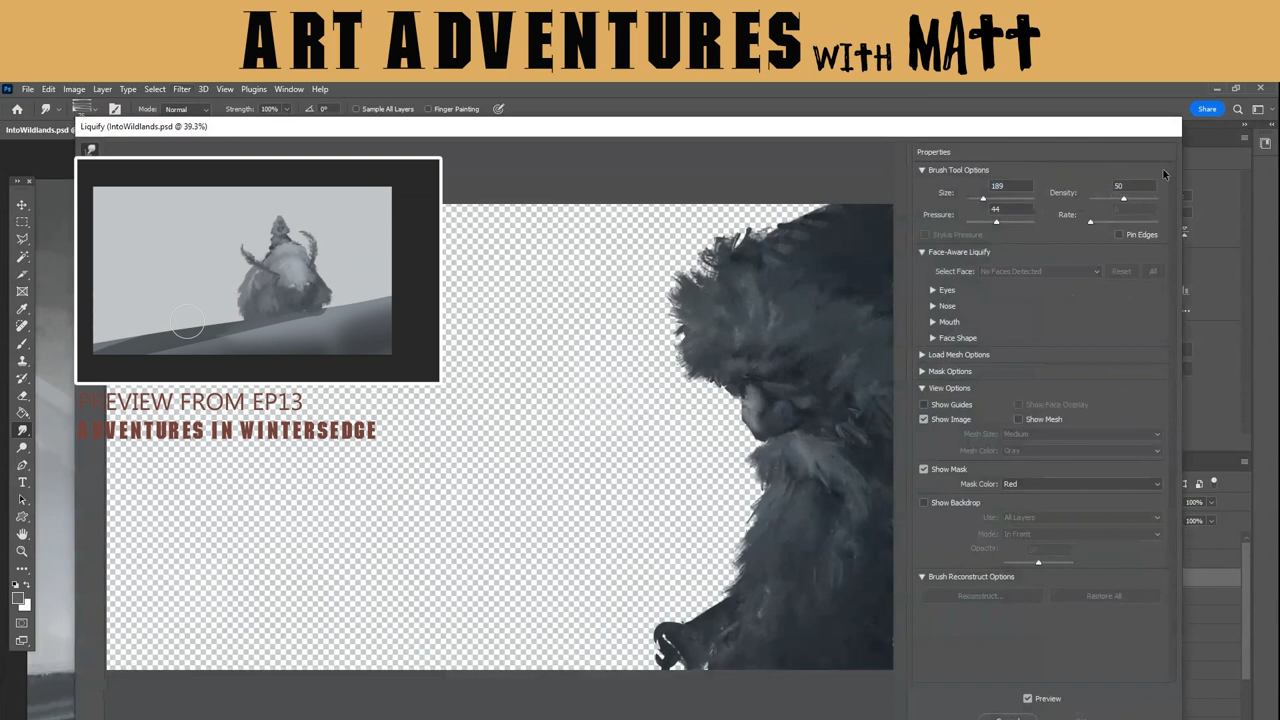 ART ADVENTURES WITH MATT
Ps File Edit Image Layer Type Select Filter 3D View Plugins Window Help
Mode: Normal Strength: 100% 0° Sample All Layers Finger Painting Share
IntoWildlands.psd @
Liquify (IntoWildlands.psd @ 39.3%)
Properties
Brush Tool Options
Size: 189 Density: 50
Pressure: 44 Rate: 0
Stylus Pressure Pin Edges
Face-Aware Liquify
Select Face: No Faces Detected Reset All
Eyes
Nose
Mouth
Face Shape
Load Mesh Options
Mask Options
View Options
Show Guides Show Face Overlay
Show Image Show Mesh
Mesh Size: Medium
Mesh Color: Gray
Show Mask
Mask Color: Red
Show Backdrop
Use: All Layers
Mode: In Front
Opacity:
Brush Reconstruct Options
Reconstruct... Restore All
Preview
PREVIEW FROM EP13
ADVENTURES IN WINTERSEDGE
100%
100%